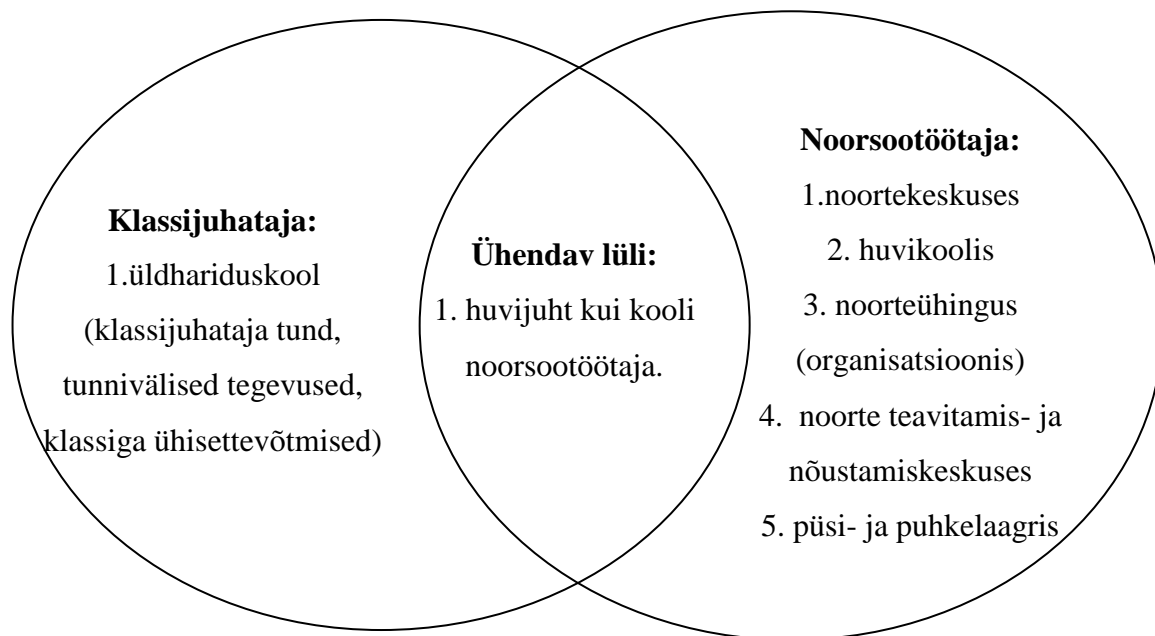 Klassijuhataja:
1.üldhariduskool
(klassijuhataja tund,
tunnivälised tegevused,
klassiga ühisettevõtmised)
Ühendav lüli:
1. huvijuht kui kooli
noorsootöötaja.
Noorsootöötaja:
1.noortekeskuses
2. huvikoolis
3. noorteühingus
(organisatsioonis)
4. noorte teavitamis- ja
nõustamiskeskuses
5. püsi- ja puhkelaagris